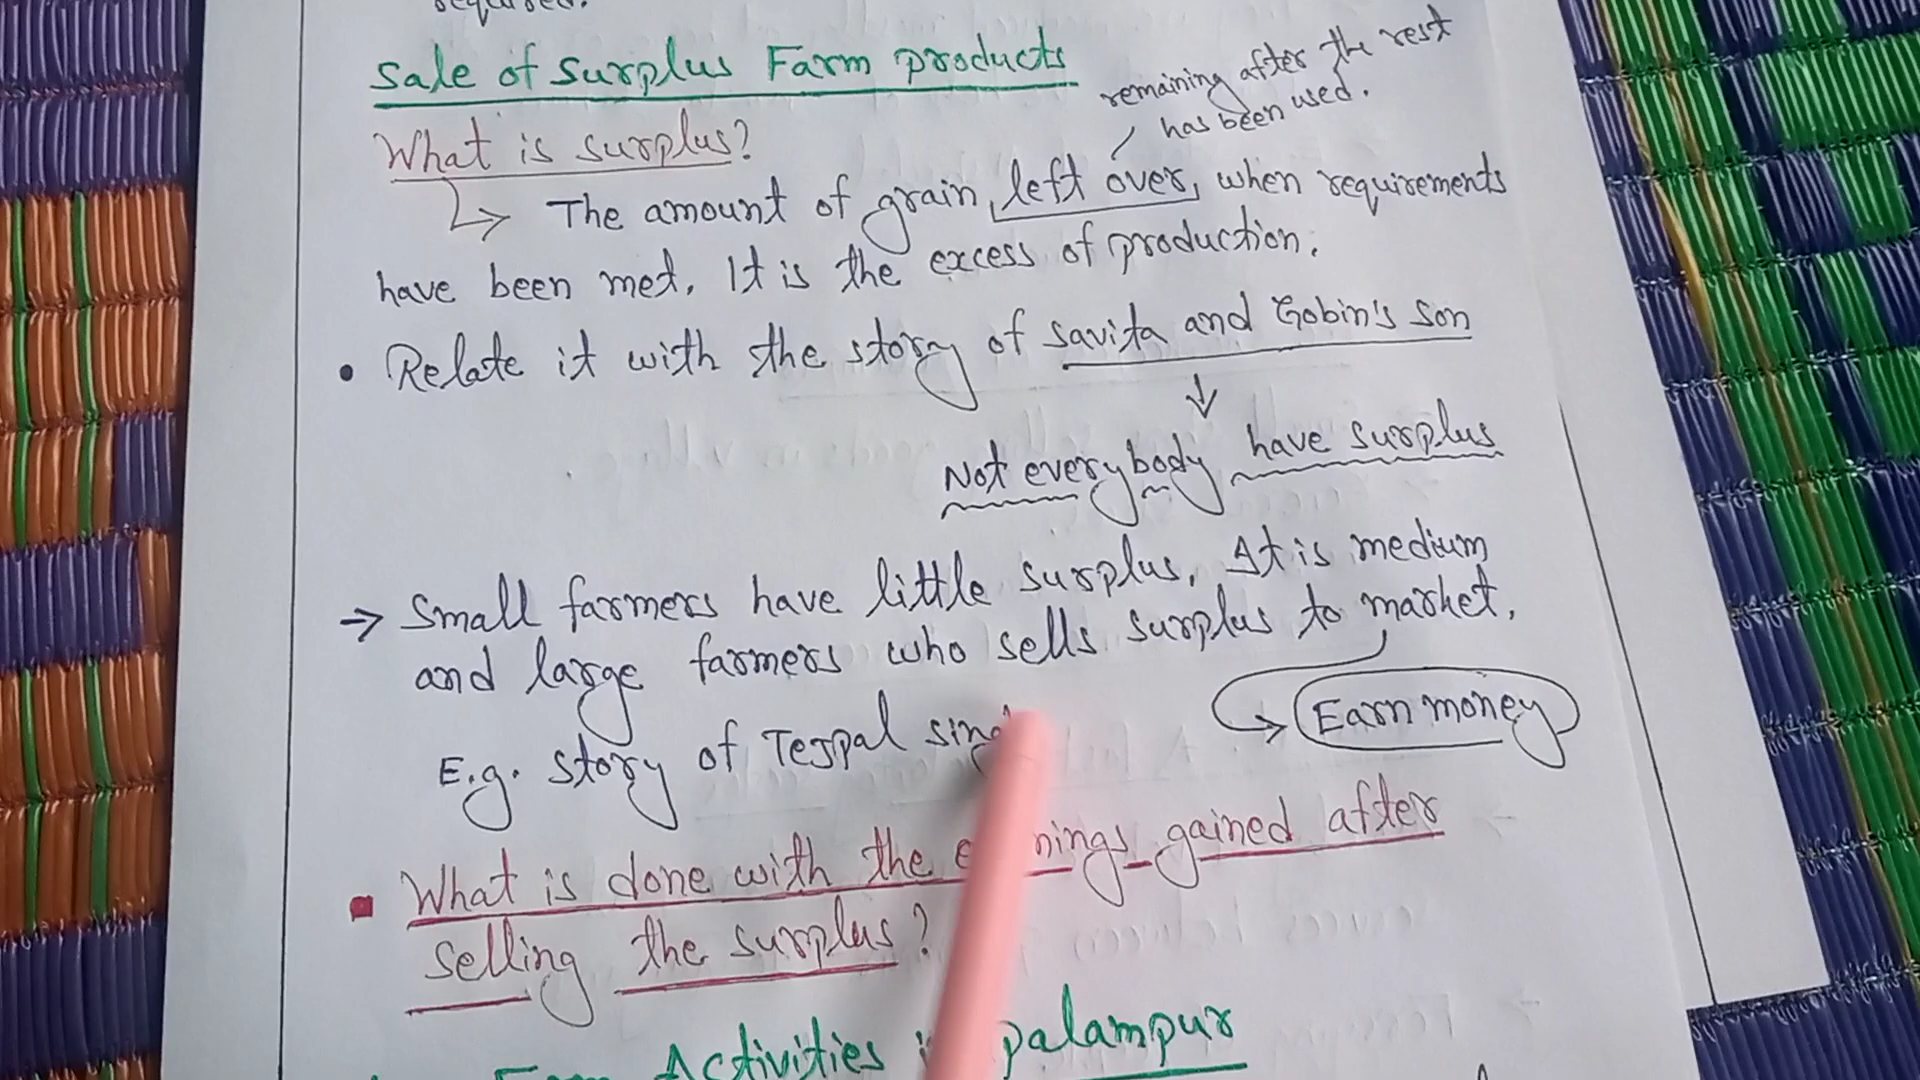 required.
Sale of Surplus Farm products
remaining after the rest
has been used.
What is surplus?
The amount of grain, left over, when requirements
have been met. It is the excess of production.
• Relate it with the story of Savita and Gobin's son
Not everybody have surplus
→ Small farmers have little surplus. It is medium
and large farmers who sells surplus to market.
Earn money
E.g. story of Tejpal
What is done with the gained after
selling the surplus?
Activities palampur